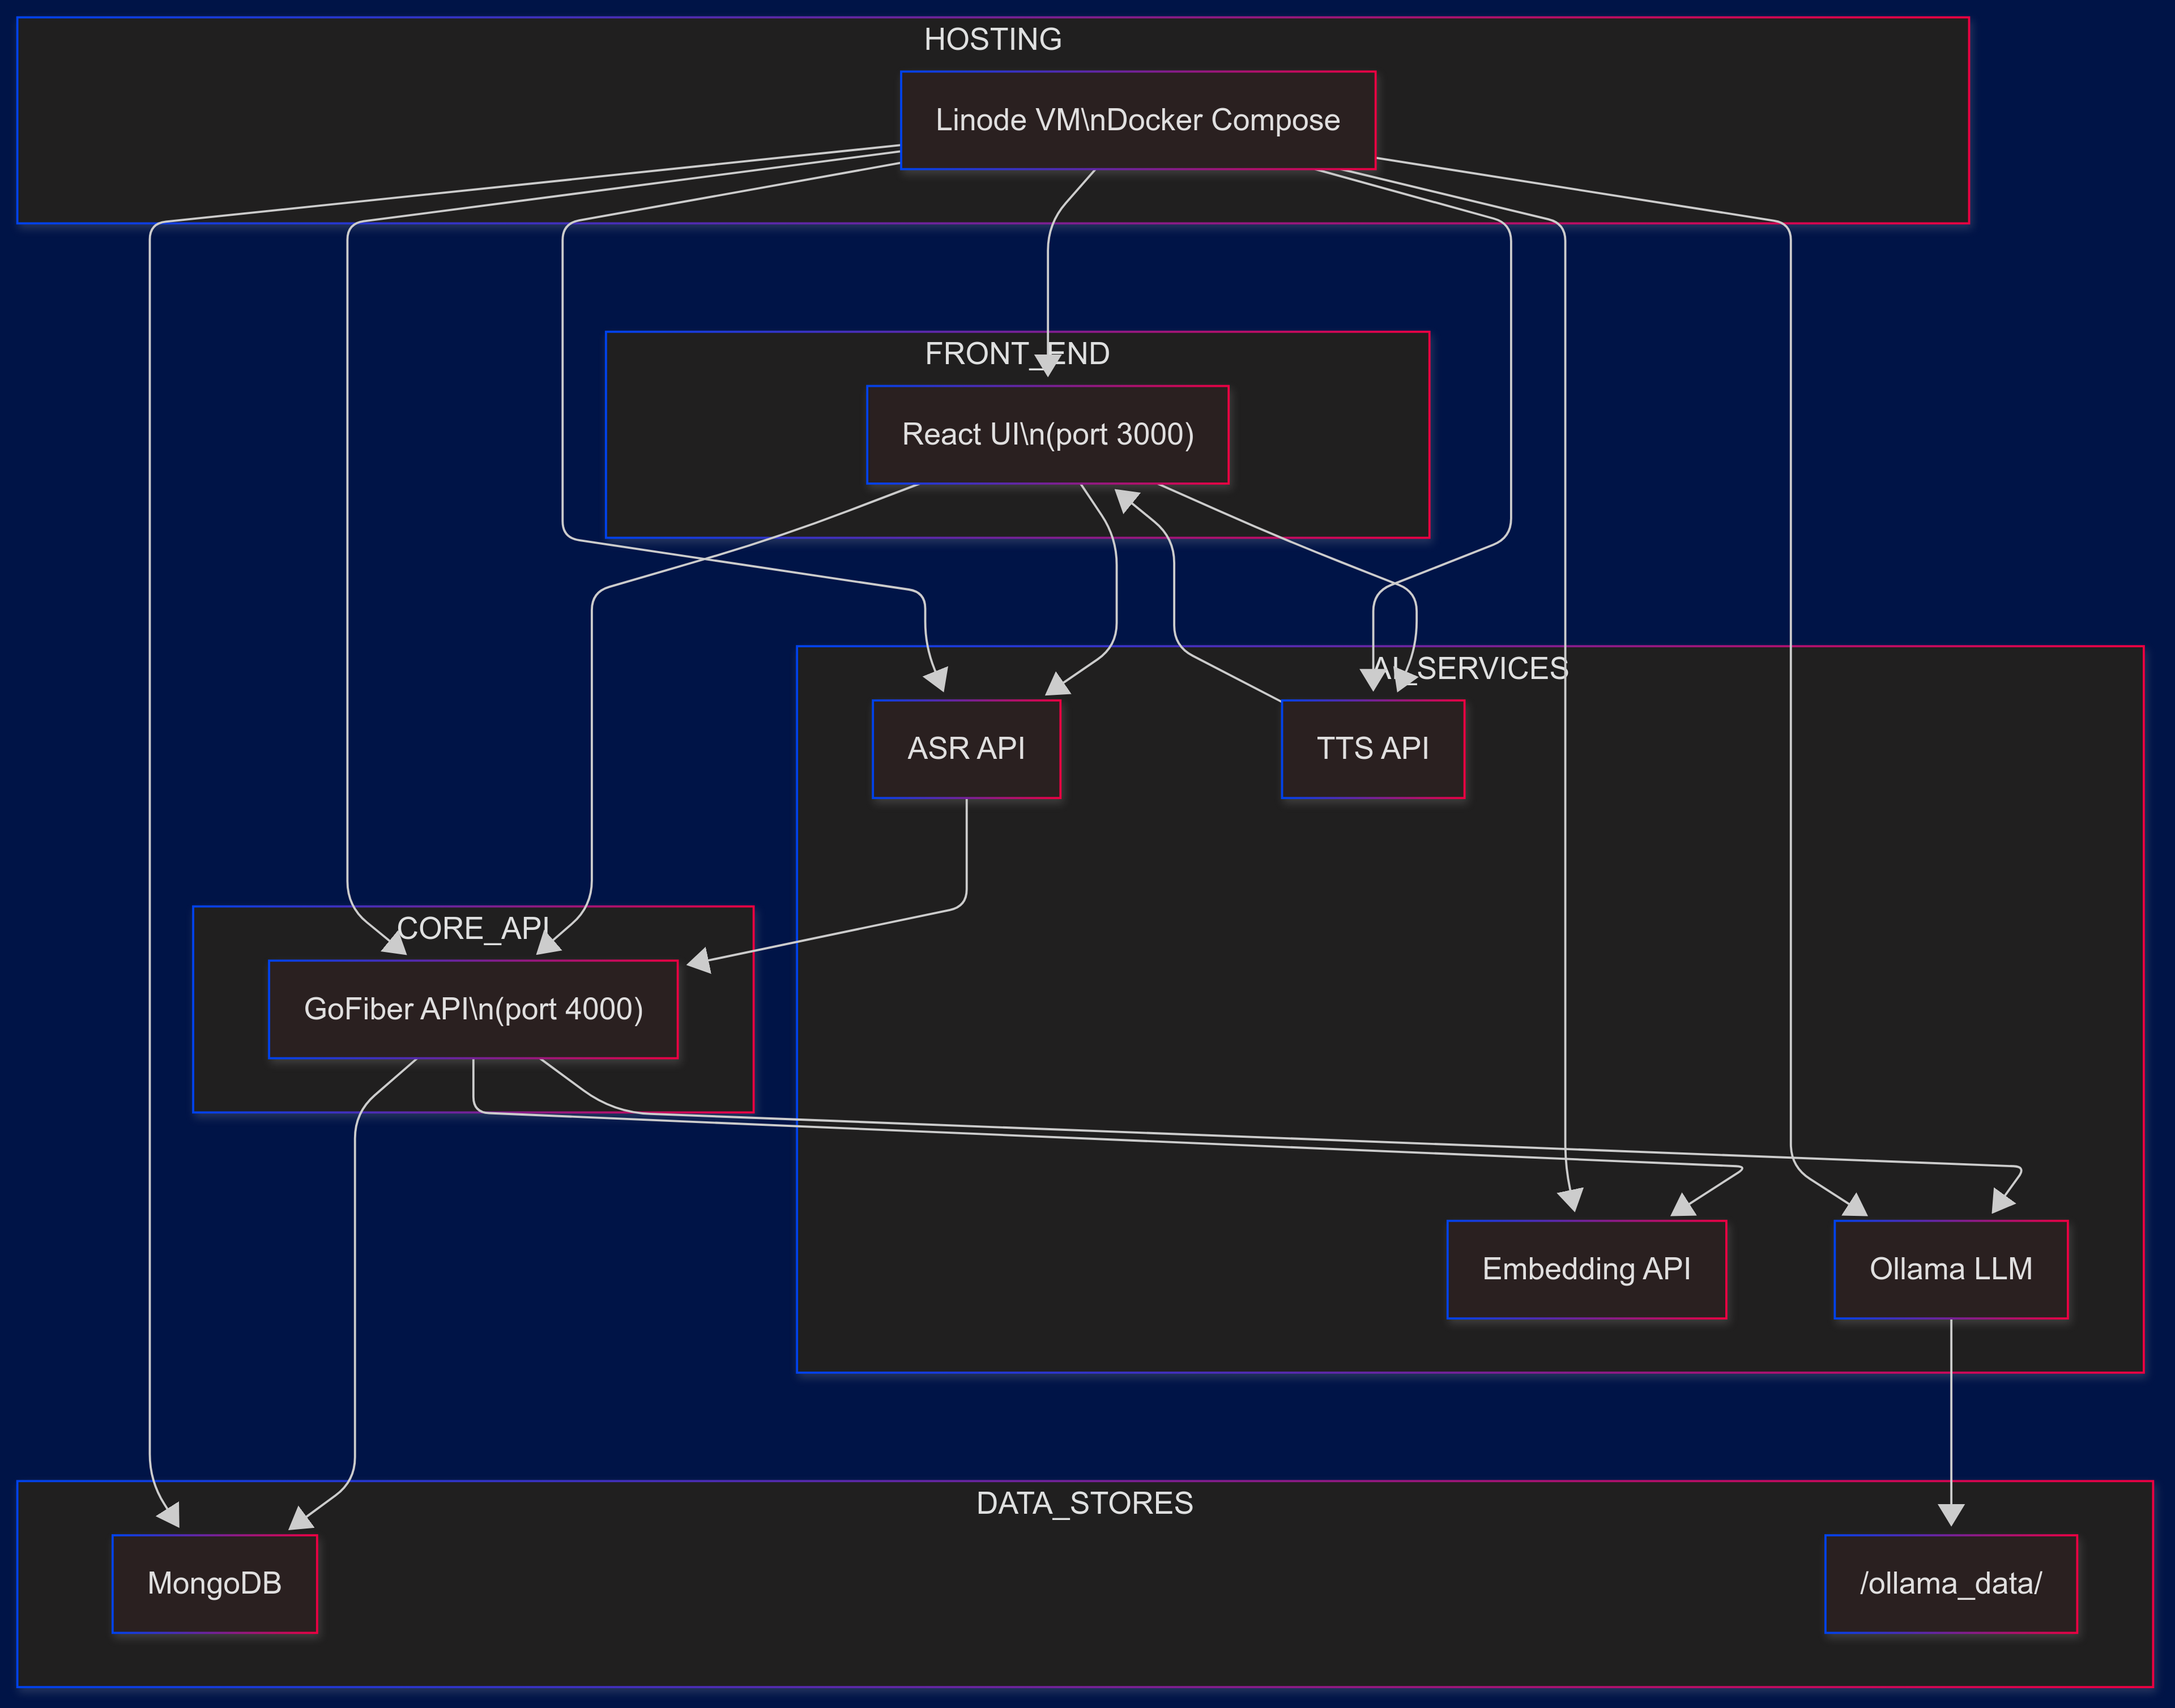 HOSTING
Linode VM\nDocker Compose
FRONT_END
React UI\n(port 3000)
AI_SERVICES
ASR API
TTS API
CORE_API
GoFiber API\n(port 4000)
Embedding API
Ollama LLM
DATA_STORES
MongoDB
/ollama_data/